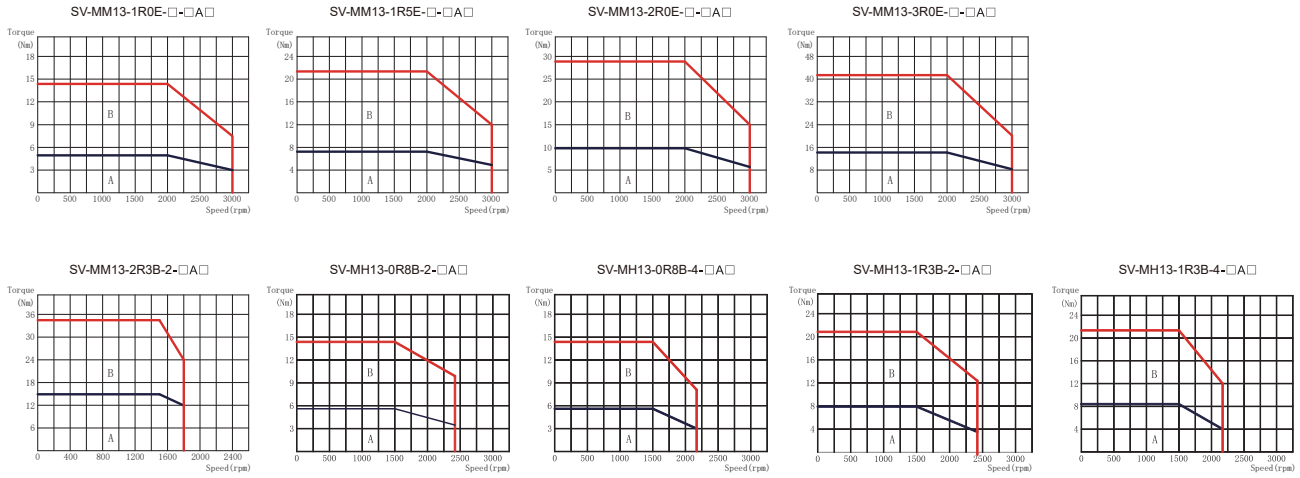 SV-MM13-1R0E-□-□A□
Torque
(Nm)
18
15
12
9
6
3
B
A
0 500 1000 1500 2000 2500 3000
Speed(rpm)
SV-MM13-1R5E-□-□A□
Torque
(Nm)
24
20
20
12
8
4
B
A
0 500 1000 1500 2000 2500 3000
Speed(rpm)
SV-MM13-2R0E-□-□A□
Torque
(Nm)
30
25
20
15
10
5
B
A
0 500 1000 1500 2000 2500 3000
Speed(rpm)
SV-MM13-3R0E-□-□A□
Torque
(Nm)
48
40
32
24
16
8
B
A
0 500 1000 1500 2000 2500 3000
Speed(rpm)
SV-MM13-2R3B-2-□A□
Torque
(Nm)
36
30
24
18
12
6
B
A
0 400 800 1200 1600 2000 2400
Speed(rpm)
SV-MH13-0R8B-2-□A□
Torque
(Nm)
18
15
12
9
6
3
B
A
0 500 1000 1500 2000 2500 3000
Speed(rpm)
SV-MH13-0R8B-4-□A□
Torque
(Nm)
18
15
12
9
6
3
B
A
0 500 1000 1500 2000 2500 3000
Speed(rpm)
SV-MH13-1R3B-2-□A□
Torque
(Nm)
24
20
16
12
8
4
B
A
0 500 1000 1500 2000 2500 3000
Speed(rpm)
SV-MH13-1R3B-4-□A□
Torque
(Nm)
24
20
12
8
4
B
A
0 500 1000 1500 2000 2500 3000
Speed(rpm)